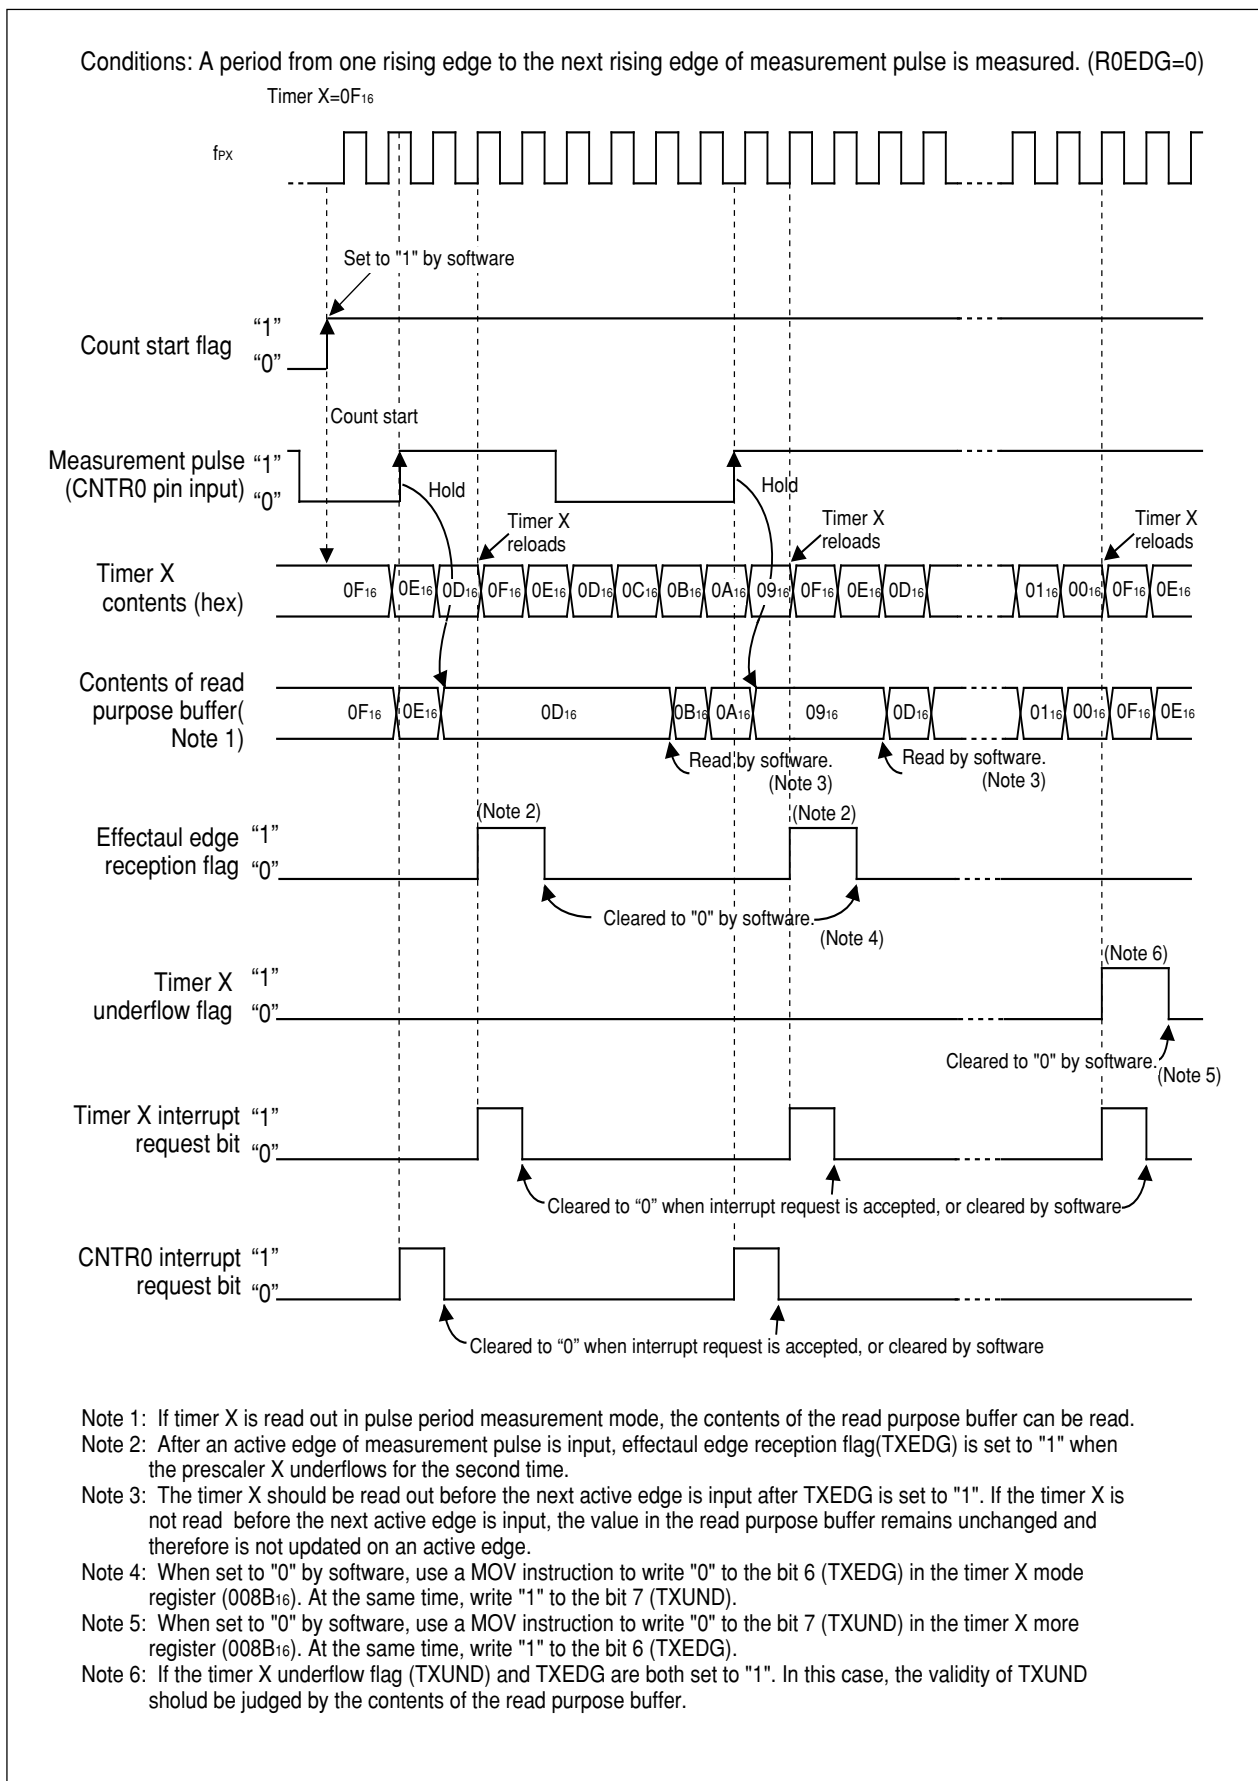 Conditions: A period from one rising edge to the next rising edge of measurement pulse is measured. (R0EDG=0)
Timer X=0F16
fPX
Set to "1" by software
Count start flag “1” “0”
Count start
Measurement pulse “1”
(CNTR0 pin input) “0”
Hold Hold
Timer X reloads Timer X reloads Timer X reloads
Timer X
contents (hex)
0F16 0E16 0D16 0F16 0E16 0D16 0C16 0B16 0A16 0916 0F16 0E16 0D16 0116 0016 0F16 0E16
Contents of read
purpose buffer(
Note 1)
0F16 0E16 0D16 0B16 0A16 0916 0D16 0116 0016 0F16 0E16
Read by software. Read by software.
(Note 3) (Note 3)
(Note 2) (Note 2)
Effectaul edge “1”
reception flag “0”
Cleared to "0" by software.
(Note 4)
(Note 6)
Timer X “1”
underflow flag “0”
Cleared to "0" by software.
(Note 5)
Timer X interrupt “1”
request bit “0”
Cleared to “0” when interrupt request is accepted, or cleared by software
CNTR0 interrupt “1”
request bit “0”
Cleared to “0” when interrupt request is accepted, or cleared by software
Note 1: If timer X is read out in pulse period measurement mode, the contents of the read purpose buffer can be read.
Note 2: After an active edge of measurement pulse is input, effectaul edge reception flag(TXEDG) is set to "1" when
the prescaler X underflows for the second time.
Note 3: The timer X should be read out before the next active edge is input after TXEDG is set to "1". If the timer X is
not read before the next active edge is input, the value in the read purpose buffer remains unchanged and
therefore is not updated on an active edge.
Note 4: When set to "0" by software, use a MOV instruction to write "0" to the bit 6 (TXEDG) in the timer X mode
register (008B16). At the same time, write "1" to the bit 7 (TXUND).
Note 5: When set to "0" by software, use a MOV instruction to write "0" to the bit 7 (TXUND) in the timer X more
register (008B16). At the same time, write "1" to the bit 6 (TXEDG).
Note 6: If the timer X underflow flag (TXUND) and TXEDG are both set to "1". In this case, the validity of TXUND
sholud be judged by the contents of the read purpose buffer.